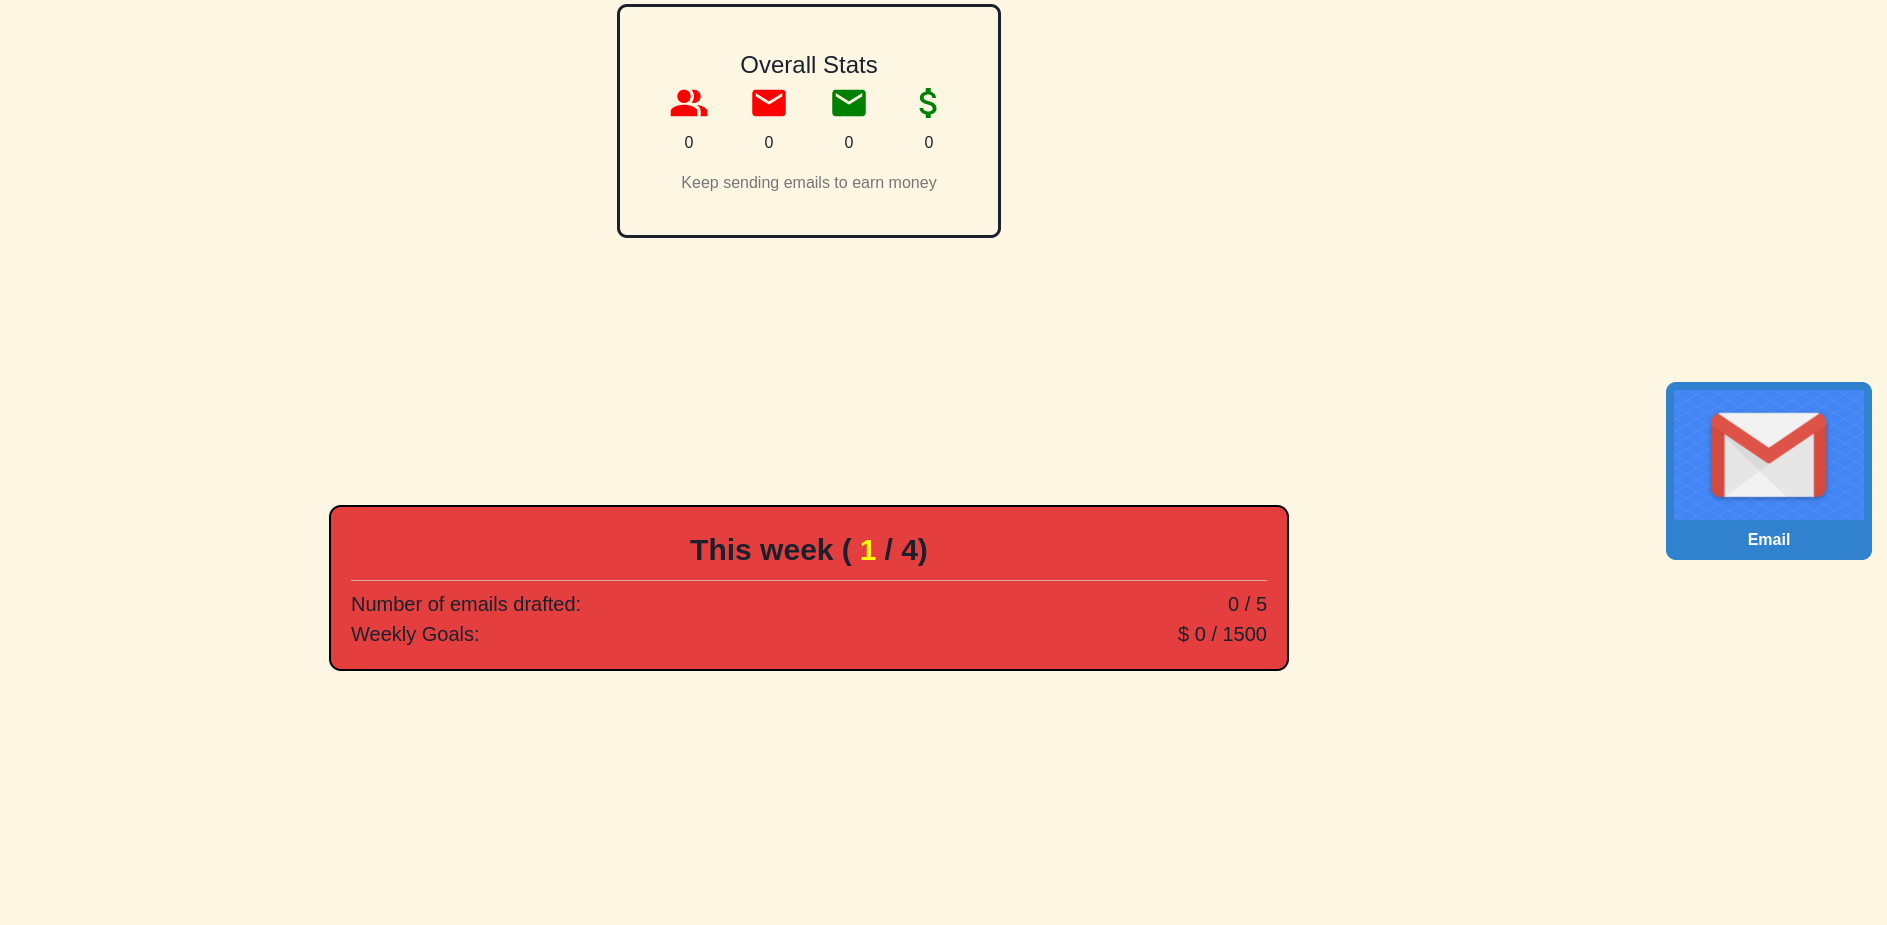 Overall Stats
0 0 0 0
Keep sending emails to earn money
Email
This week ( 1 / 4)
Number of emails drafted: 0 / 5
Weekly Goals: $ 0 / 1500